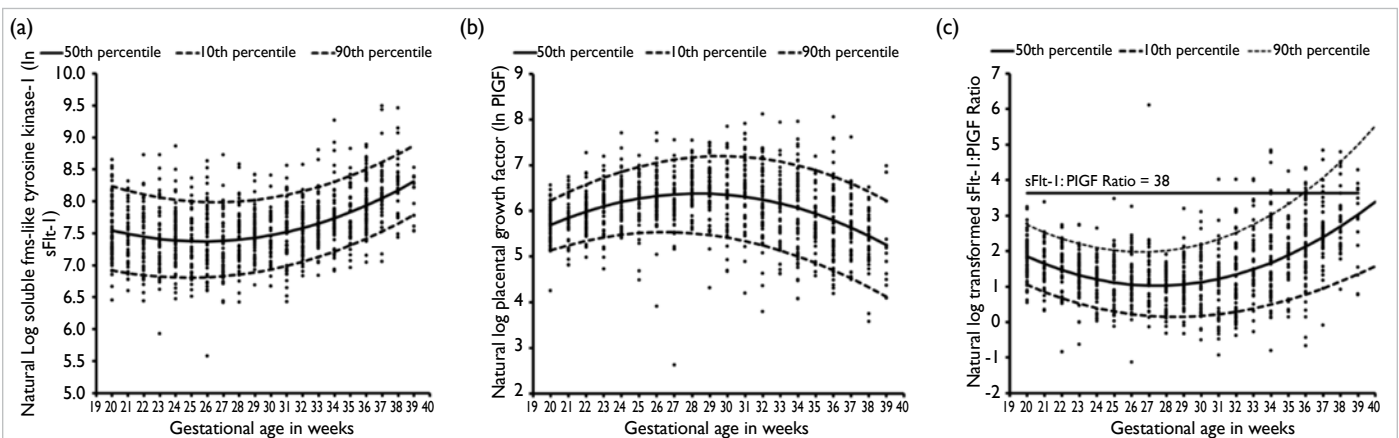 (a)
50th percentile 10th percentile 90th percentile
Natural Log soluble fms-like tyrosine kinase-1 (ln
sFlt-1)
10.0
9.5
9.0
8.5
8.0
7.5
7.0
6.5
6.0
5.5
5.0
19 20 21 22 23 24 25 26 27 28 29 30 31 32 33 34 35 36 37 38 39 40
Gestational age in weeks
(b)
50th percentile 10th percentile 90th percentile
Natural log placental growth factor (ln PlGF)
9
8
7
6
5
4
3
2
19 20 21 22 23 24 25 26 27 28 29 30 31 32 33 34 35 36 37 38 39 40
Gestational age in weeks
(c)
50th percentile 10th percentile 90th percentile
Natural log transformed sFlt-1:PlGF Ratio
7
6
5
4
3
2
1
0
-1
-2
sFlt-1: PlGF Ratio = 38
19 20 21 22 23 24 25 26 27 28 29 30 31 32 33 34 35 36 37 38 39 40
Gestational age in weeks